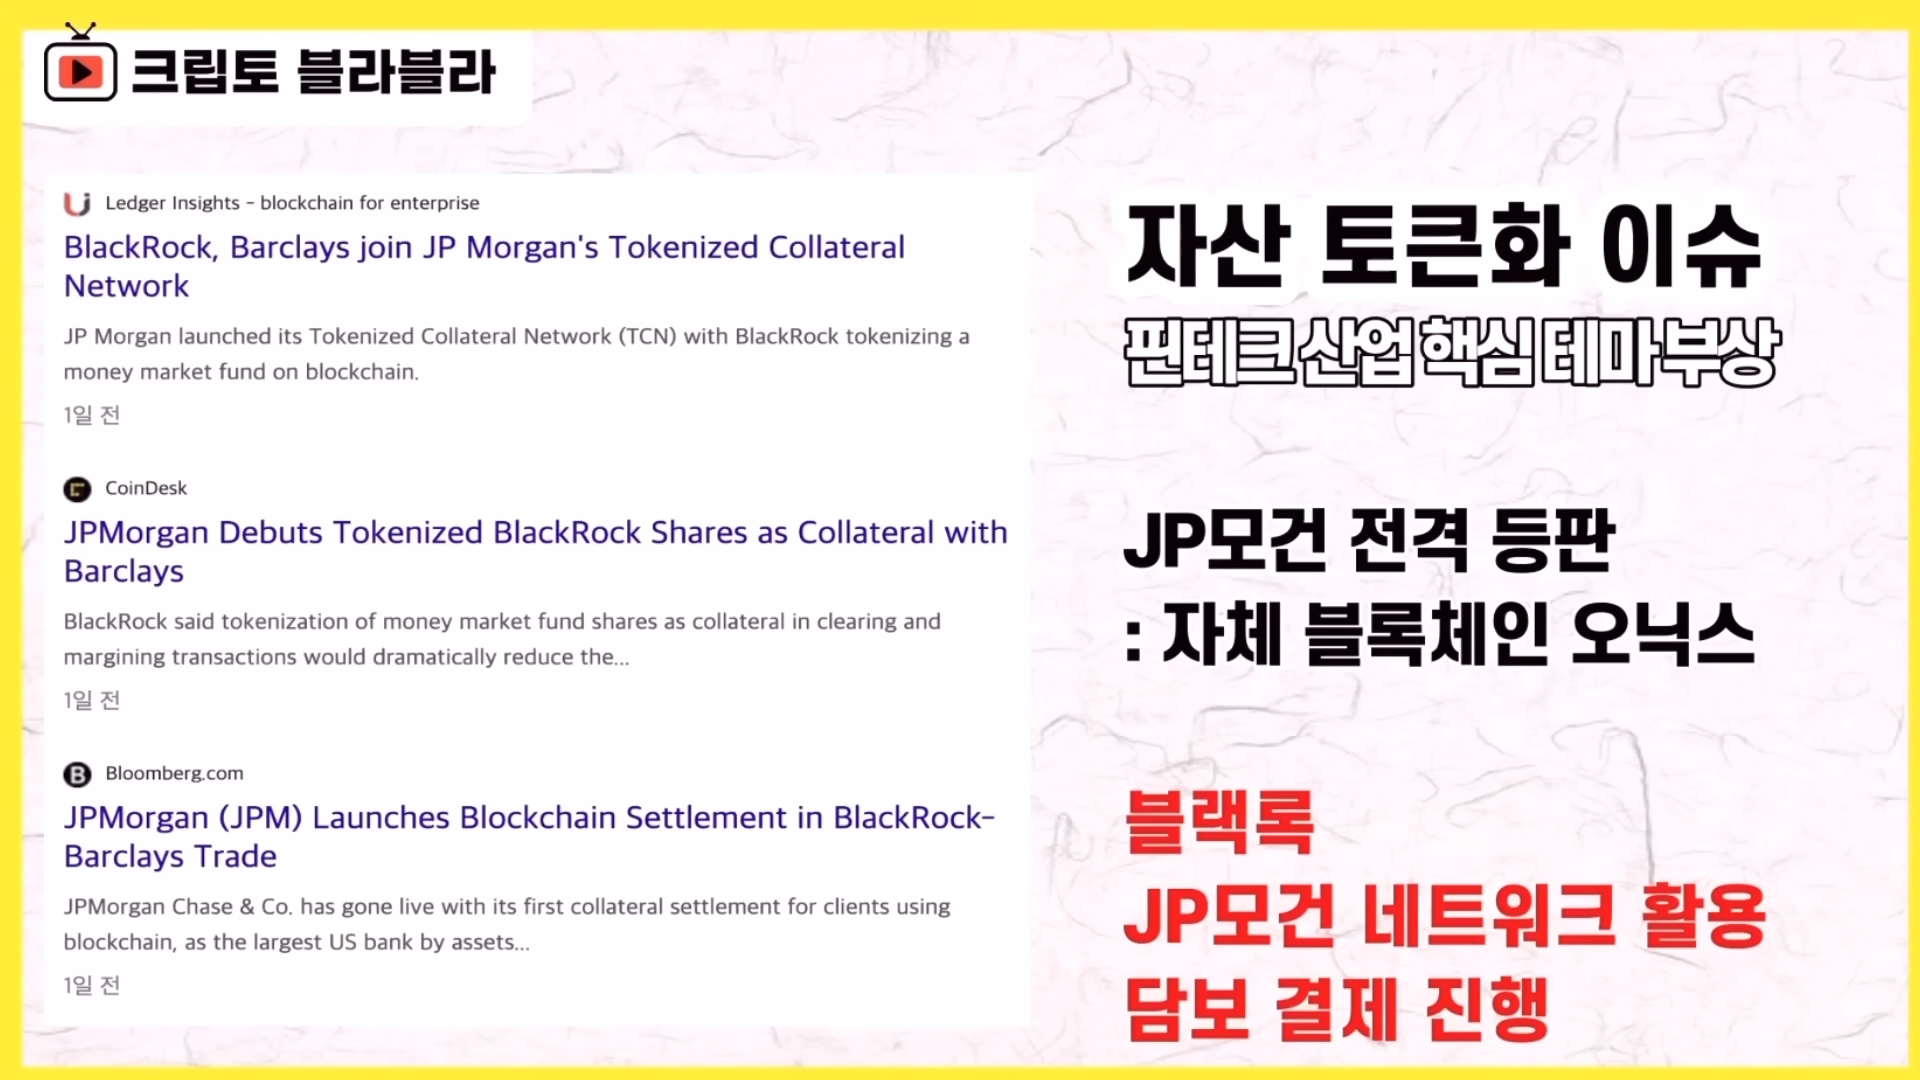 크립토 블라블라
Ledger Insights - blockchain for enterprise
BlackRock, Barclays join JP Morgan's Tokenized Collateral
Network
JP Morgan launched its Tokenized Collateral Network (TCN) with BlackRock tokenizing a
money market fund on blockchain.
1일 전
CoinDesk
JPMorgan Debuts Tokenized BlackRock Shares as Collateral with
Barclays
BlackRock said tokenization of money market fund shares as collateral in clearing and
margining transactions would dramatically reduce the...
1일 전
Bloomberg.com
JPMorgan (JPM) Launches Blockchain Settlement in BlackRock-
Barclays Trade
JPMorgan Chase & Co. has gone live with its first collateral settlement for clients using
blockchain, as the largest US bank by assets...
1일 전
자산 토큰화 이슈
핀테크 산업 핵심 테마 부상
JP모건 전격 등판
: 자체 블록체인 오닉스
블랙록
JP모건 네트워크 활용
담보 결제 진행